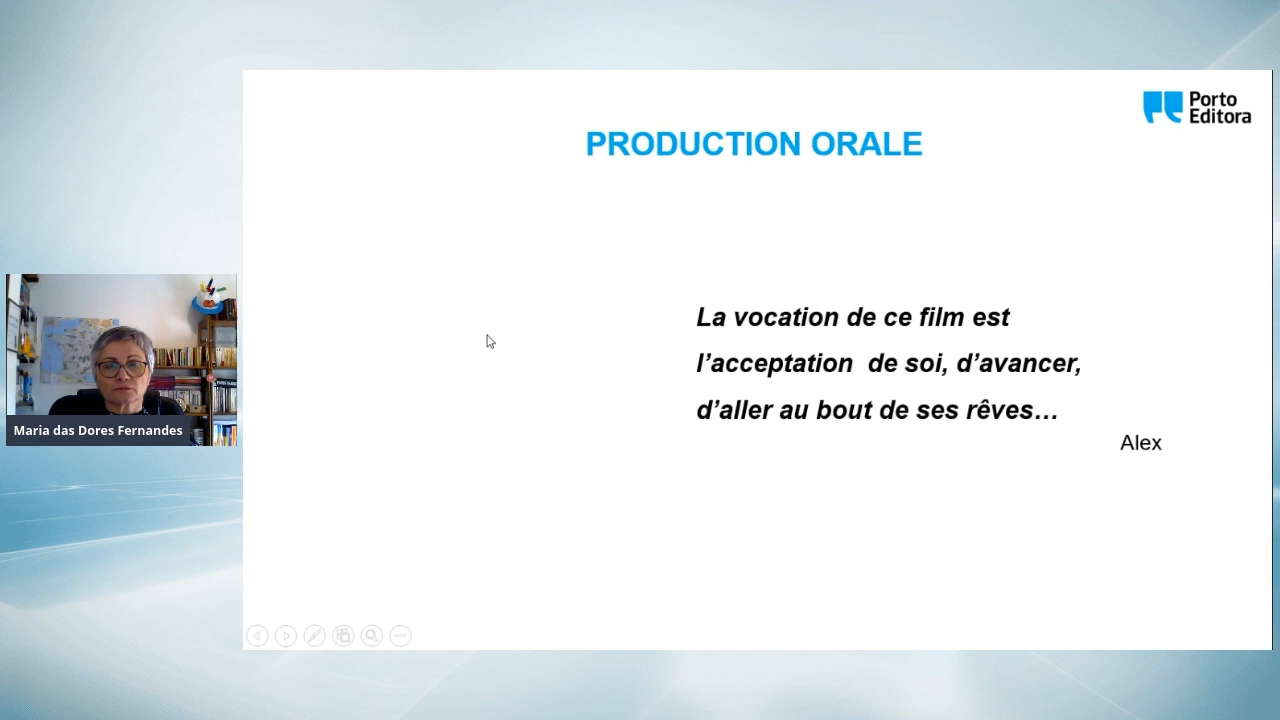 Porto
Editora
PRODUCTION ORALE
La vocation de ce film est
l’acceptation  de soi, d’avancer,
d’aller au bout de ses rêves…
Alex
Maria das Dores Fernandes